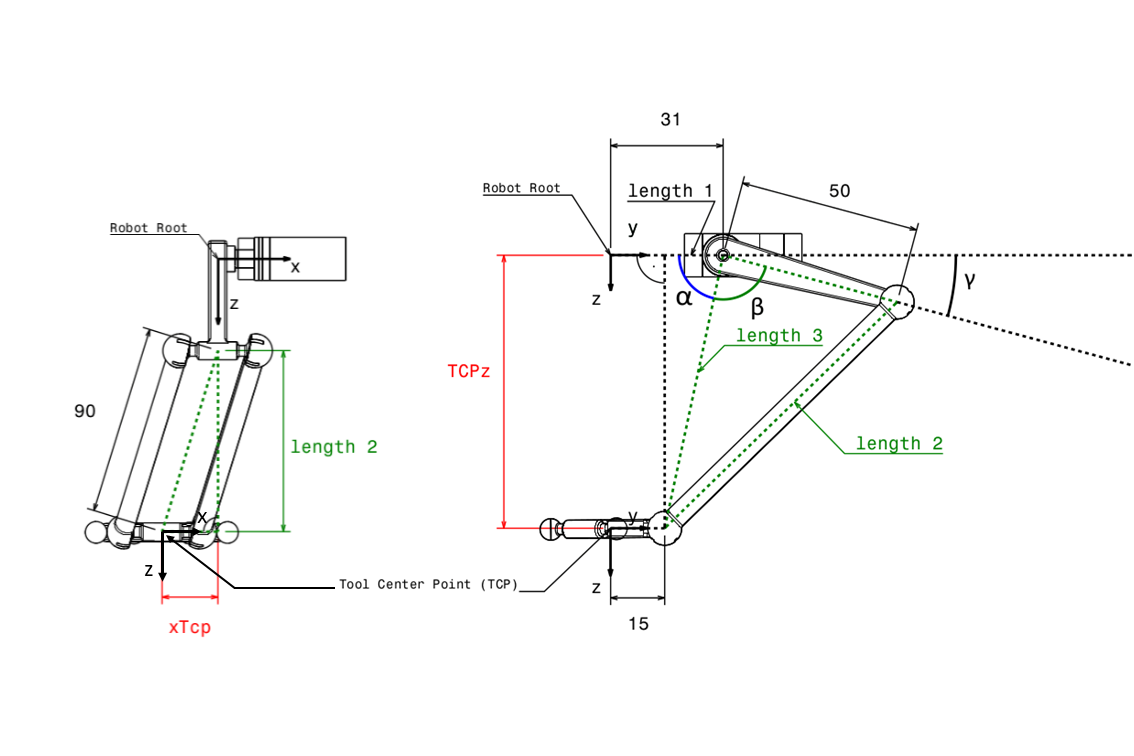 31
Robot Root
length 1
50
y
Robot Root
x
z
z
α
β
γ
length 3
TCPz
90
length 2
length 2
x
y
z
Tool Center Point (TCP)
z
xTcp
15